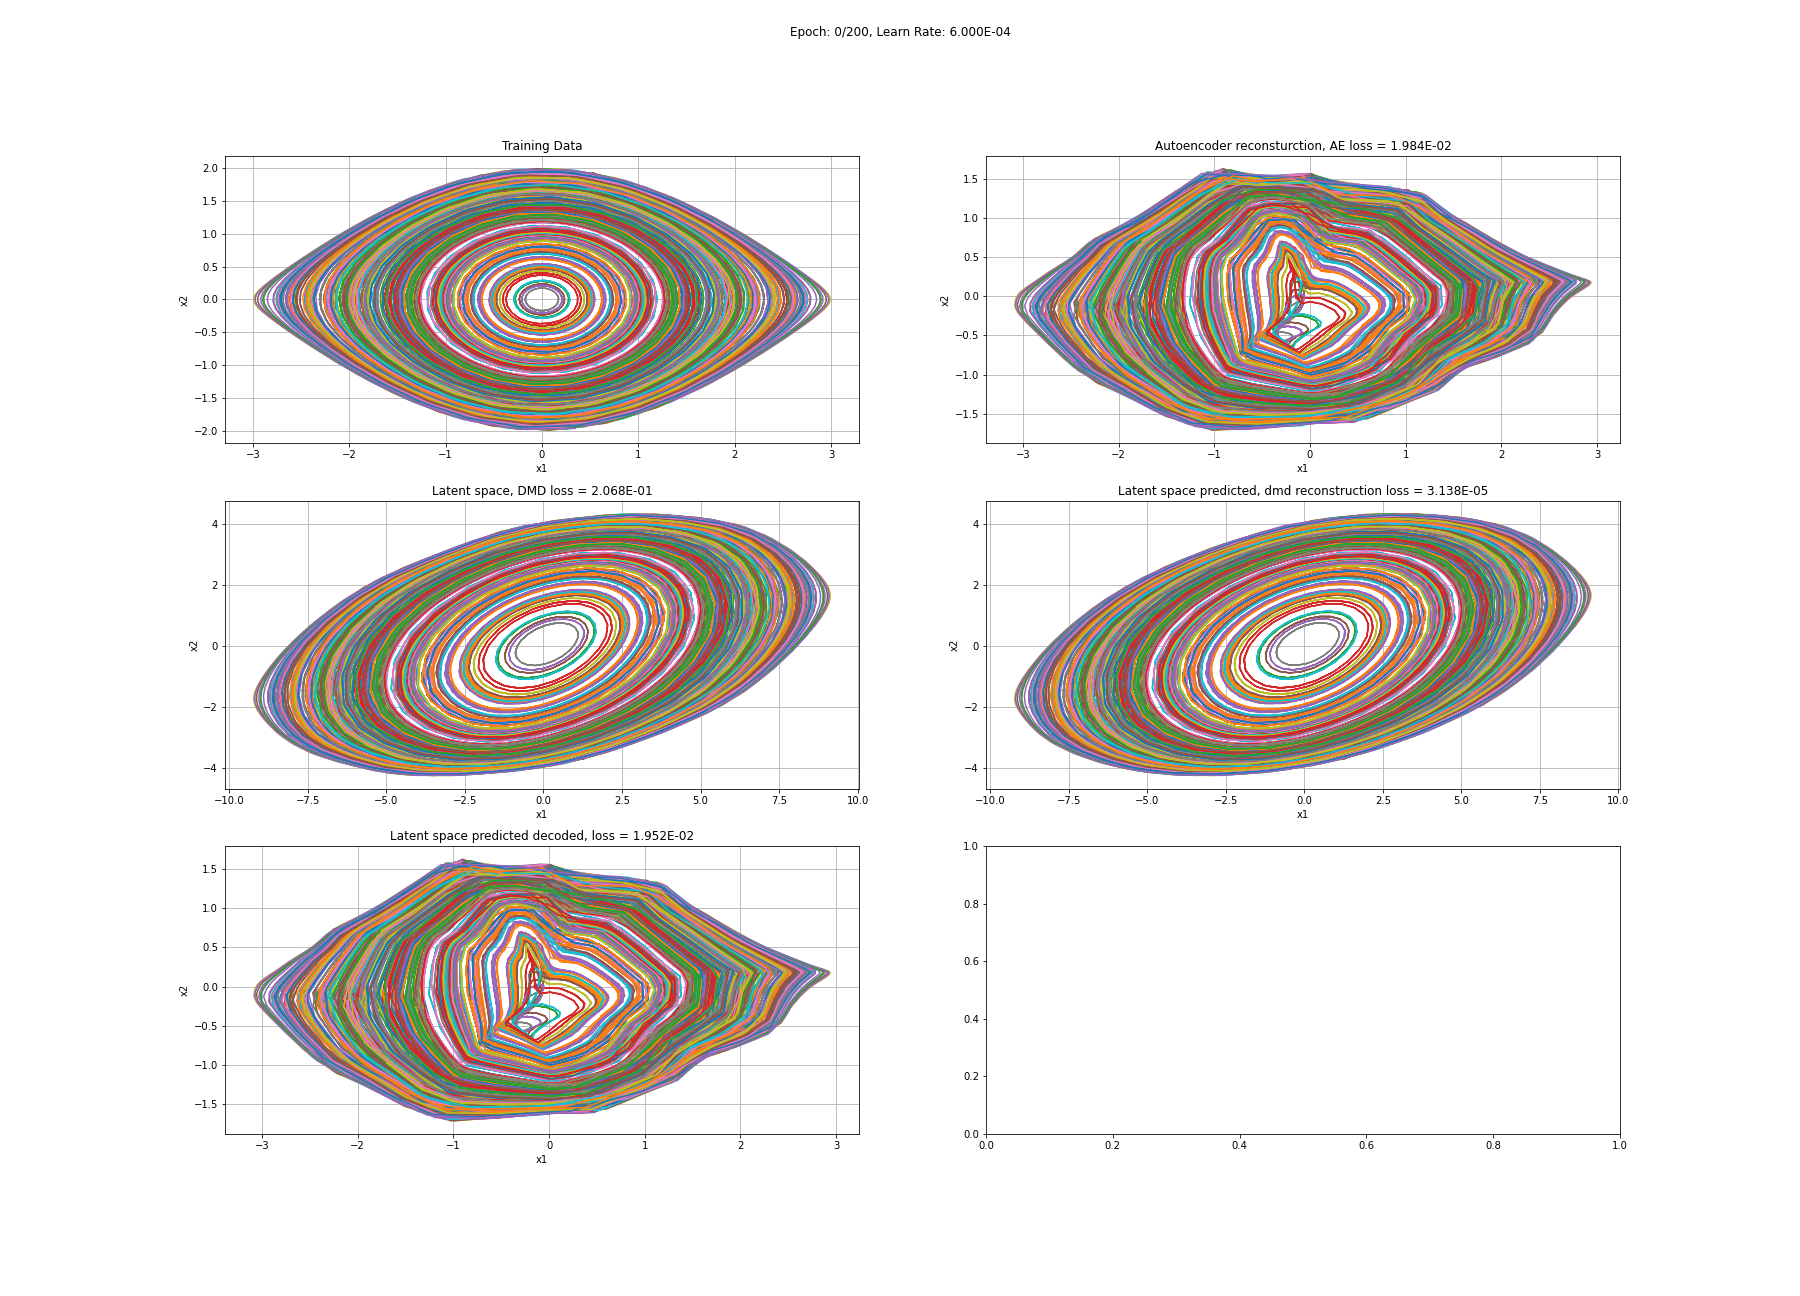 Epoch: 0/200, Learn Rate: 6.000E-04
Training Data
2.0
1.5
1.0
0.5
0.0
−0.5
−1.0
−1.5
−2.0
x2
−3 −2 −1 0 1 2 3
x1
Autoencoder reconsturction, AE loss = 1.984E-02
1.5
1.0
0.5
0.0
−0.5
−1.0
−1.5
x2
−3 −2 −1 0 1 2 3
x1
Latent space, DMD loss = 2.068E-01
4
2
0
−2
−4
x2
−10.0 −7.5 −5.0 −2.5 0.0 2.5 5.0 7.5 10.0
x1
Latent space predicted, dmd reconstruction loss = 3.138E-05
4
2
0
−2
−4
x2
−10.0 −7.5 −5.0 −2.5 0.0 2.5 5.0 7.5 10.0
x1
Latent space predicted decoded, loss = 1.952E-02
1.5
1.0
0.5
0.0
−0.5
−1.0
−1.5
x2
−3 −2 −1 0 1 2 3
x1
1.0
0.8
0.6
0.4
0.2
0.0
0.0 0.2 0.4 0.6 0.8 1.0